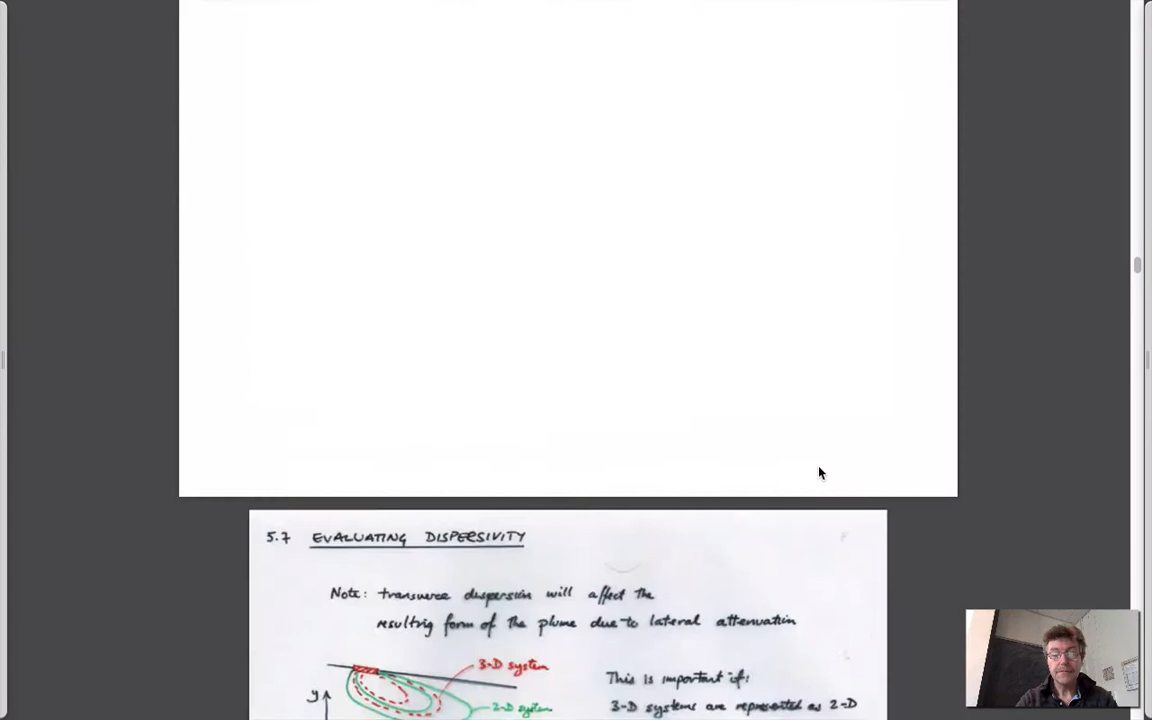 5.7 EVALUATING DISPERSIVITY
Note: transverse dispersion will affect the
resulting form of the plume due to lateral attenuation
3-D system
This is important if:
y
2-D system
3-D systems are represented as 2-D